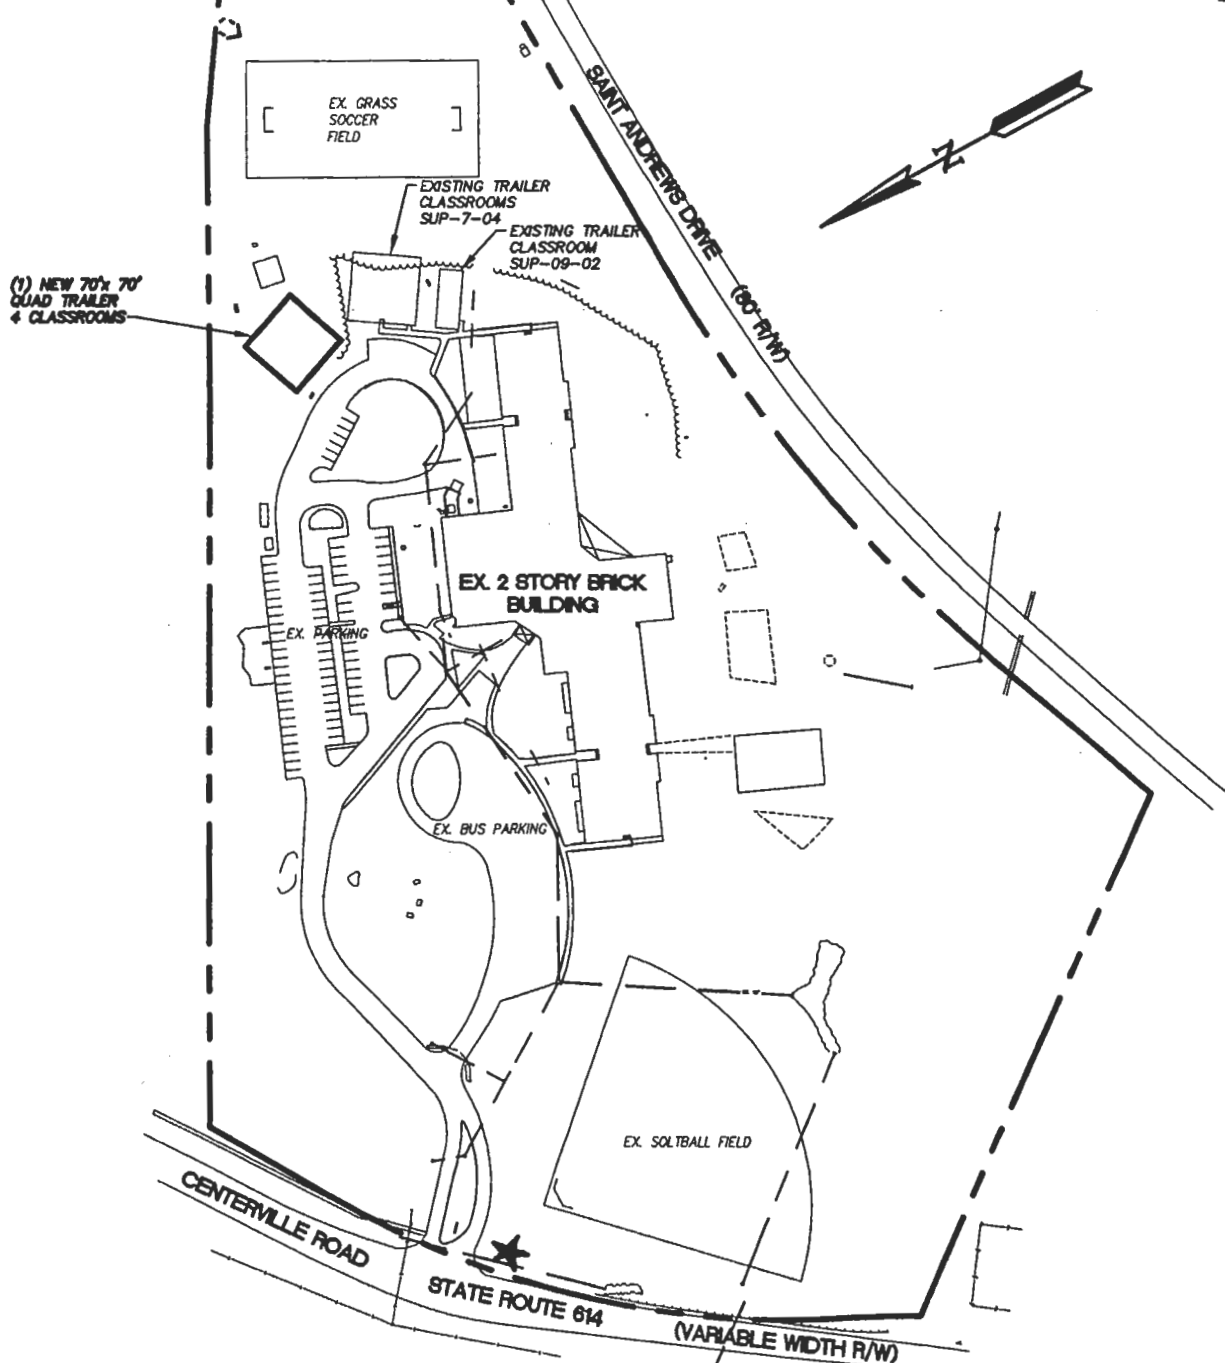 EX. GRASS
SOCCER
FIELD
SAINT ANDREWS DRIVE (80' R/W)
N
EXISTING TRAILER
CLASSROOMS
SUP-7-04
EXISTING TRAILER
CLASSROOM
SUP-09-02
(1) NEW 70'x 70'
QUAD TRAILER
4 CLASSROOMS
EX. 2 STORY BRICK
BUILDING
EX. PARKING
EX. BUS PARKING
EX. SOLTBALL FIELD
CENTERVILLE ROAD
STATE ROUTE 614
(VARIABLE WIDTH R/W)